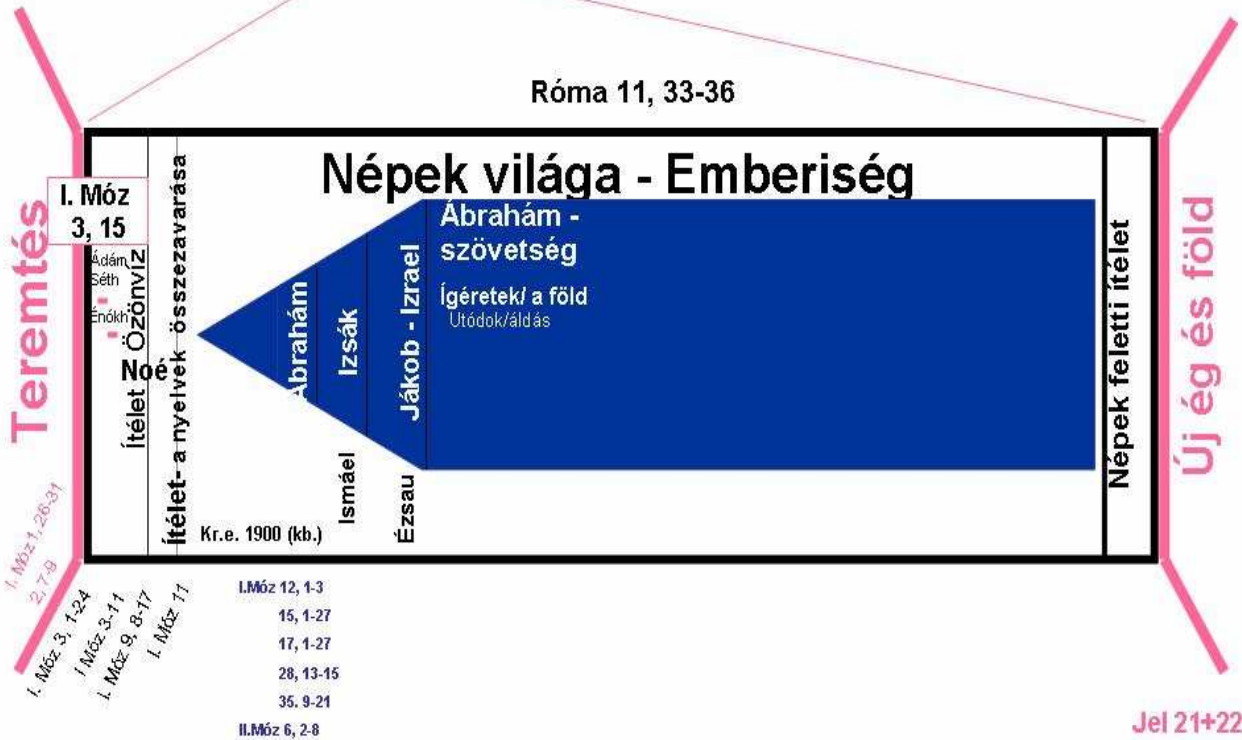 Róma 11, 33-36
Népek világa - Emberiség
Teremtés
I. Móz
3, 15
Ádám
Séth
Énókh
Ítélet Özönvíz
Noé
Ítélet- a nyelvek összezavarása
Ábrahám
Izsák
Jákob - Izrael
Ábrahám -
szövetség
Ígéretek/ a föld
Utódok/áldás
Ismáel
Ézsau
Kr.e. 1900 (kb.)
Népek feletti ítélet
Új ég és föld
I. Móz 1, 26-31
2, 7-9
I. Móz 3, 1-24
I Móz 3-11
I. Móz 9, 8-17
I. Móz 11
I.Móz 12, 1-3
15, 1-27
17, 1-27
28, 13-15
35. 9-21
II.Móz 6, 2-8
Jel 21+22